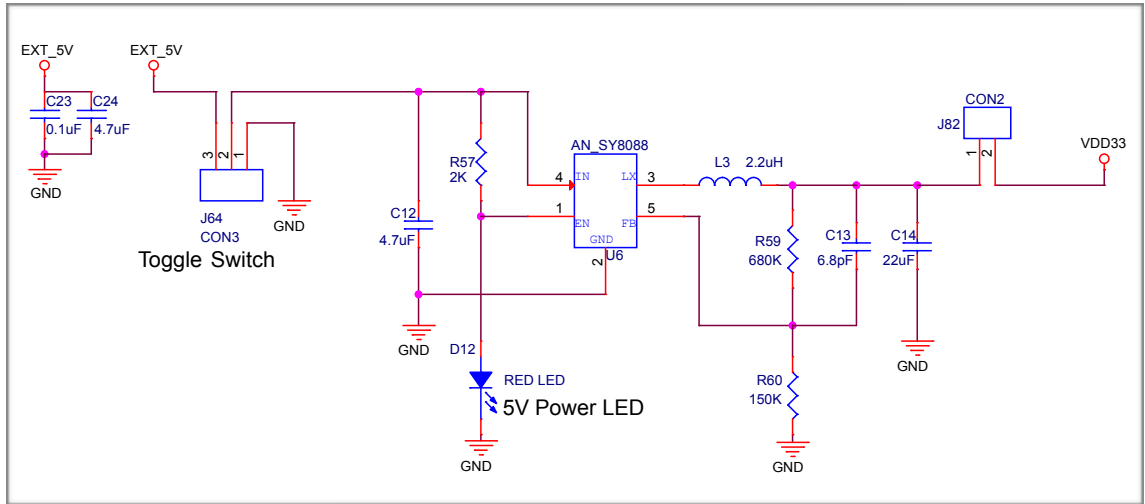 EXT_5V
EXT_5V
C23
0.1uF
C24
4.7uF
GND
3
2
1
J64
CON3
GND
Toggle Switch
R57
2K
C12
4.7uF
GND
AN_SY8088
4
IN
LX
3
1
EN
FB
5
GND
2
U6
D12
RED LED
5V Power LED
GND
L3
2.2uH
R59
680K
C13
6.8pF
C14
22uF
GND
R60
150K
GND
CON2
J82
1
2
VDD33